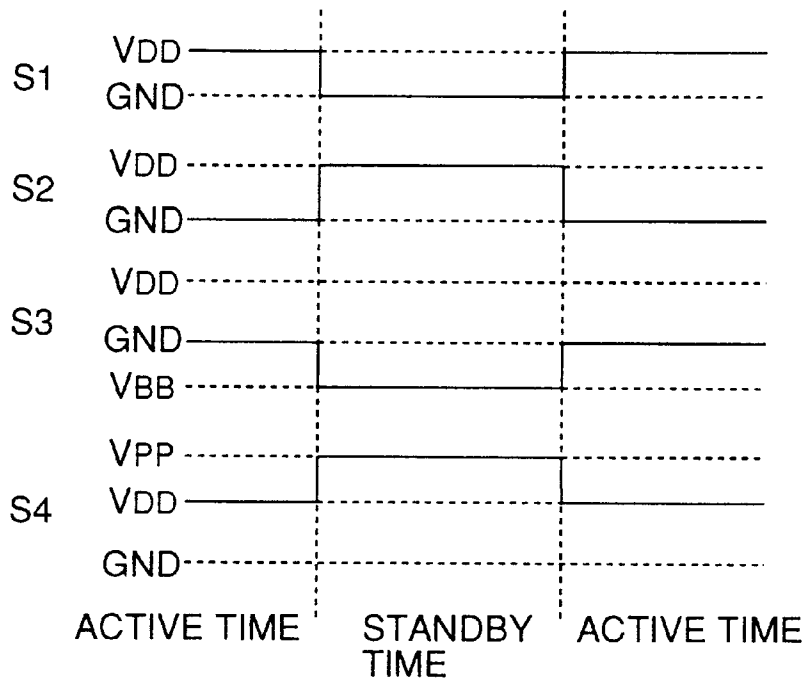 S1
VDD
GND
S2
VDD
GND
S3
VDD
GND
VBB
S4
VPP
VDD
GND
ACTIVE TIME
STANDBY
TIME
ACTIVE TIME